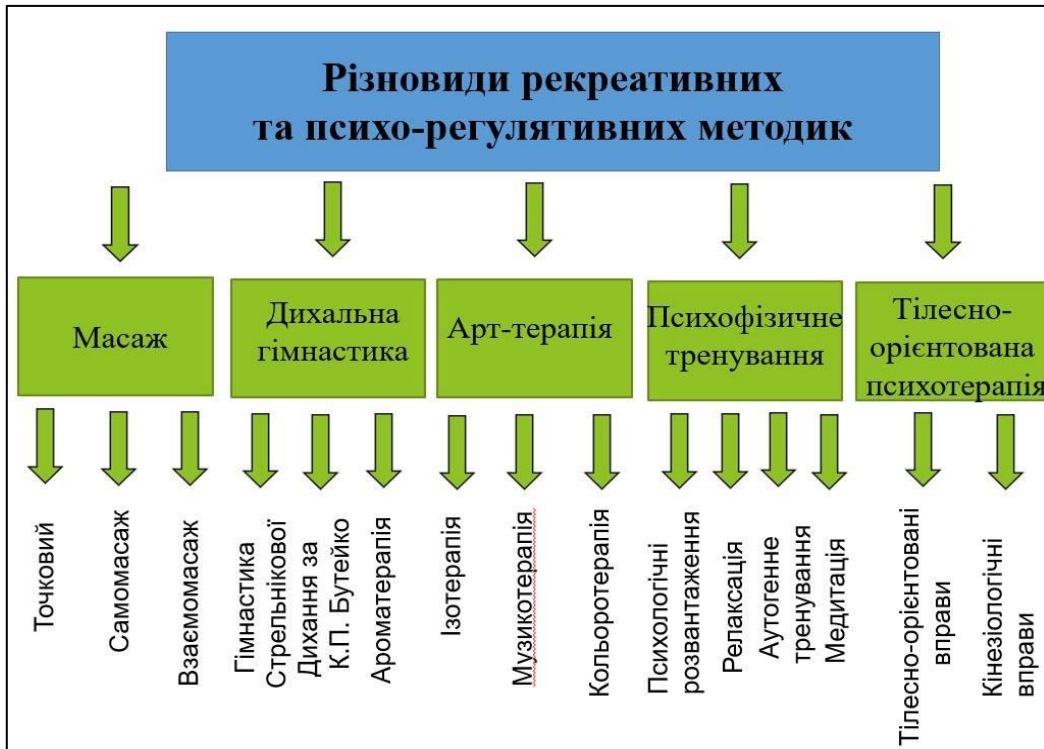 Різновиди рекреативних
та психо-регулятивних методик
Масаж
Дихальна
гімнастика
Арт-терапія
Психофізичне
тренування
Тілесно-
орієнтована
психотерапія
Точковий
Самомасаж
Взаємомасаж
Гімнастика
Стрельнікової
Дихання за
К.П. Бутейко
Ароматерапія
Ізотерапія
Музикотерапія
Кольоротерапія
Психологічні
розвантаження
Релаксація
Аутогенне
тренування
Медитація
Тілесно-орієнтовані
вправи
Кінезіологічні
вправи